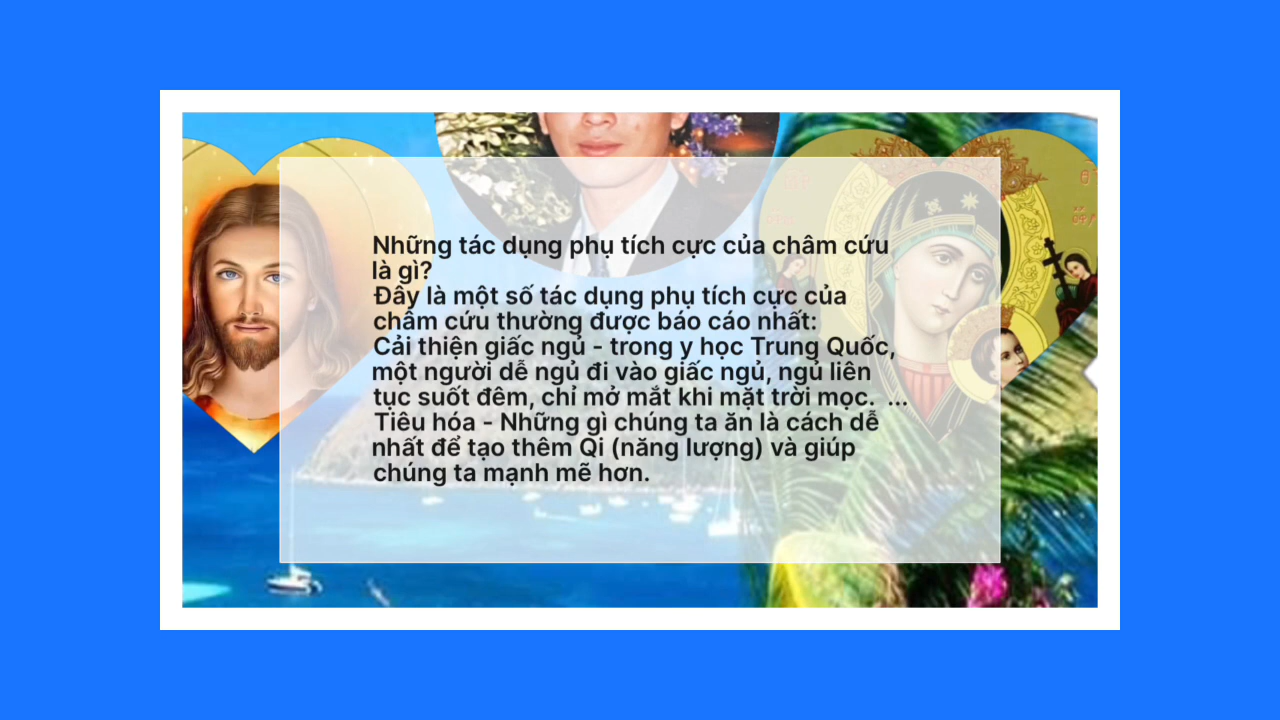 Những tác dụng phụ tích cực của châm cứu
là gì?
Đây là một số tác dụng phụ tích cực của
châm cứu thường được báo cáo nhất:
Cải thiện giấc ngủ - trong y học Trung Quốc,
một người dễ ngủ đi vào giấc ngủ, ngủ liên
tục suốt đêm, chỉ mở mắt khi mặt trời mọc. ...
Tiêu hóa - Những gì chúng ta ăn là cách dễ
nhất để tạo thêm Qi (năng lượng) và giúp
chúng ta mạnh mẽ hơn.